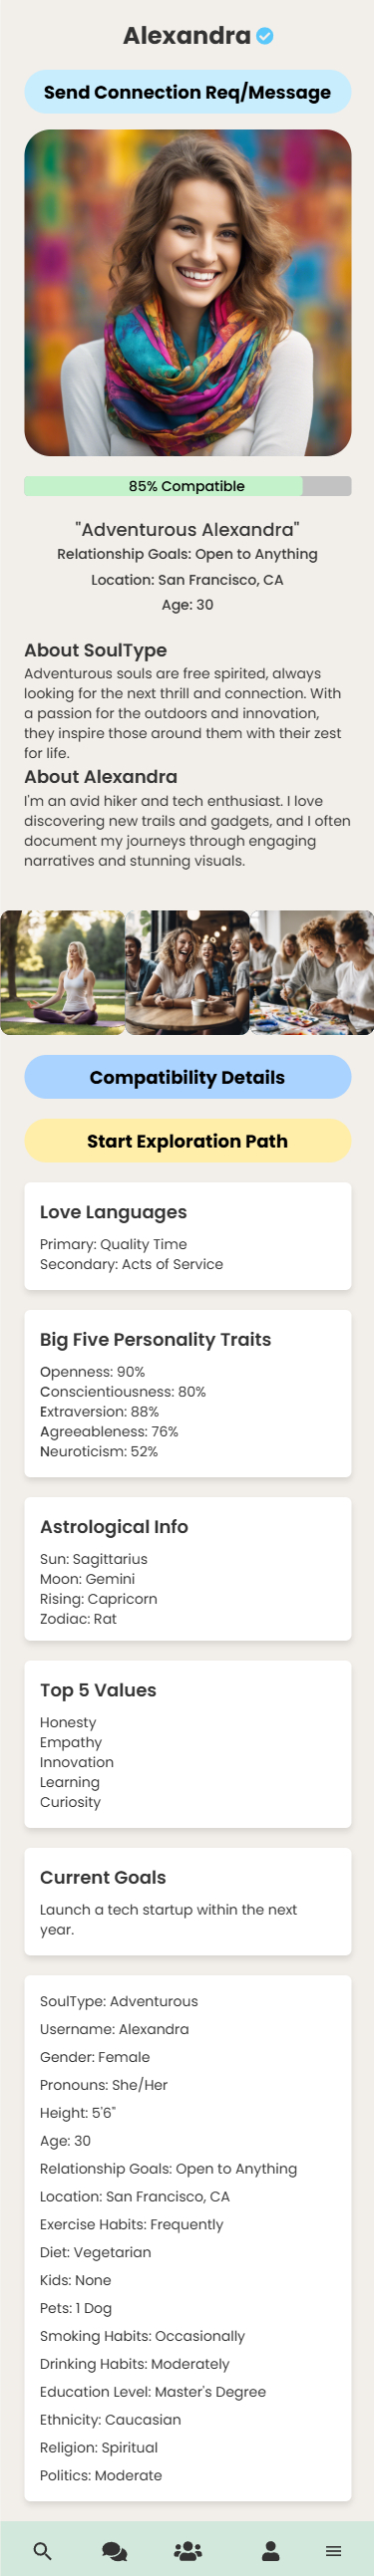 Alexandra
Send Connection Req/Message
85% Compatible
"Adventurous Alexandra"
Relationship Goals: Open to Anything
Location: San Francisco, CA
Age: 30
About SoulType
Adventurous souls are free spirited, always
looking for the next thrill and connection. With
a passion for the outdoors and innovation,
they inspire those around them with their zest
for life.
About Alexandra
I'm an avid hiker and tech enthusiast. I love
discovering new trails and gadgets, and I often
document my journeys through engaging
narratives and stunning visuals.
Compatibility Details
Start Exploration Path
Love Languages
Primary: Quality Time
Secondary: Acts of Service
Big Five Personality Traits
Openness: 90%
Conscientiousness: 80%
Extraversion: 88%
Agreeableness: 76%
Neuroticism: 52%
Astrological Info
Sun: Sagittarius
Moon: Gemini
Rising: Capricorn
Zodiac: Rat
Top 5 Values
Honesty
Empathy
Innovation
Learning
Curiosity
Current Goals
Launch a tech startup within the next
year.
SoulType: Adventurous
Username: Alexandra
Gender: Female
Pronouns: She/Her
Height: 5'6"
Age: 30
Relationship Goals: Open to Anything
Location: San Francisco, CA
Exercise Habits: Frequently
Diet: Vegetarian
Kids: None
Pets: 1 Dog
Smoking Habits: Occasionally
Drinking Habits: Moderately
Education Level: Master's Degree
Ethnicity: Caucasian
Religion: Spiritual
Politics: Moderate